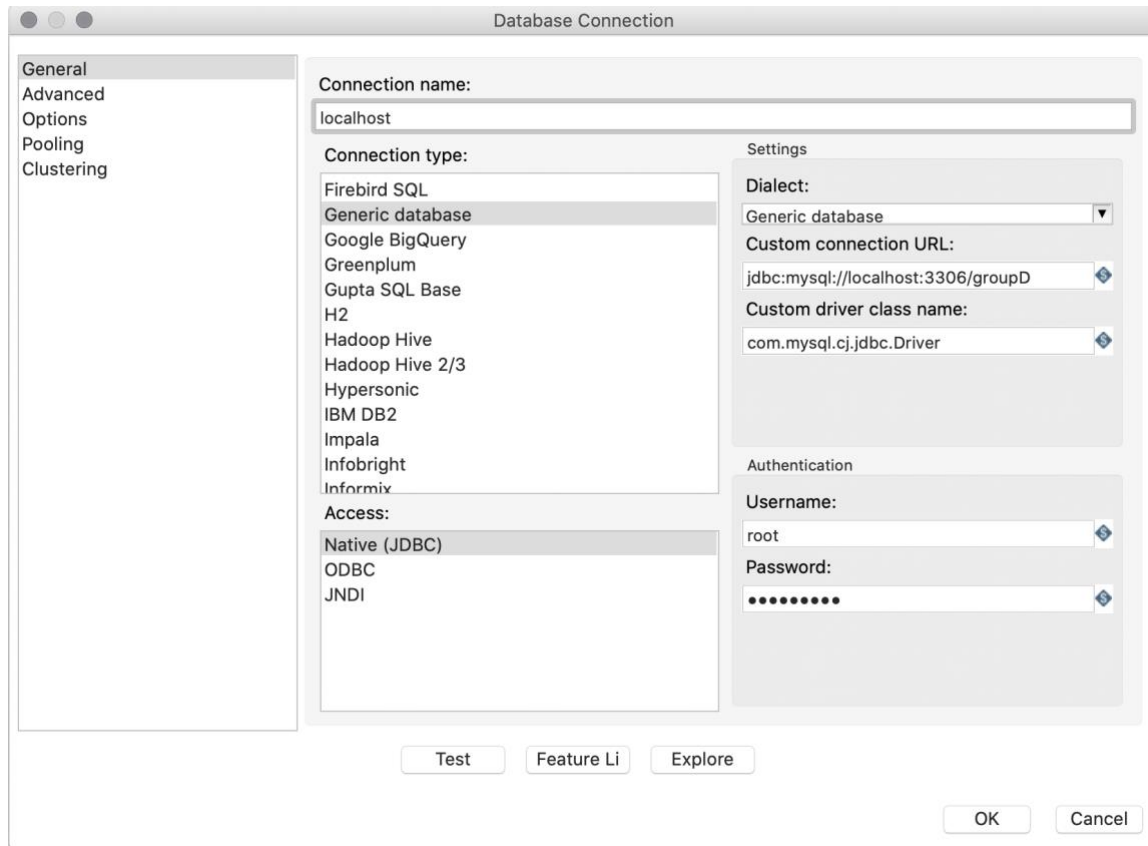 Database Connection
General
Advanced
Options
Pooling
Clustering
Connection name:
localhost
Connection type:
Firebird SQL
Generic database
Google BigQuery
Greenplum
Gupta SQL Base
H2
Hadoop Hive
Hadoop Hive 2/3
Hypersonic
IBM DB2
Impala
Infobright
Informix
Access:
Native (JDBC)
ODBC
JNDI
Settings
Dialect:
Generic database
Custom connection URL:
jdbc:mysql://localhost:3306/groupD
Custom driver class name:
com.mysql.cj.jdbc.Driver
Authentication
Username:
root
Password:
●●●●●●●●●
Test
Feature Li
Explore
OK
Cancel